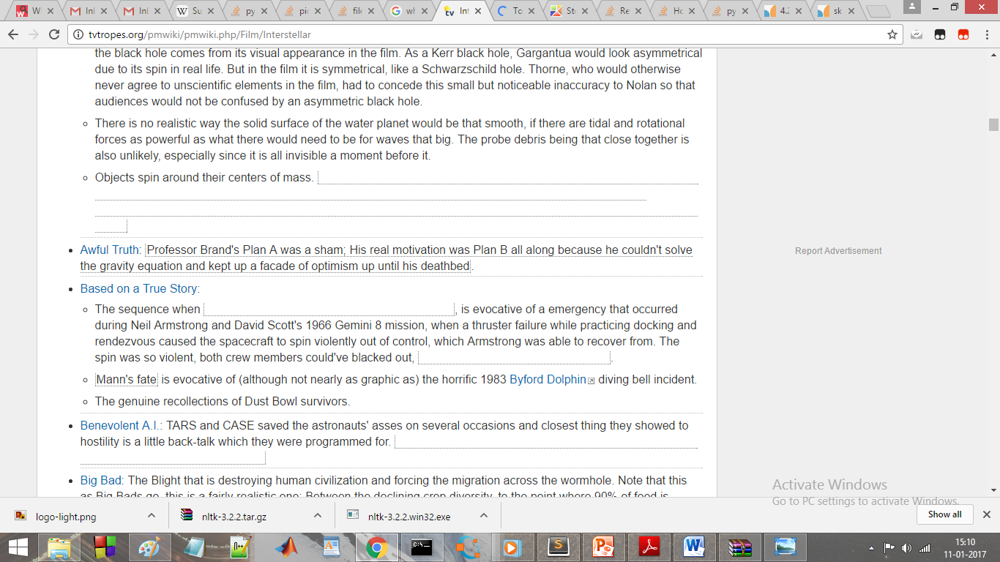 WI
Inl
Inl
Su
py
pic
file
wh
Int
Tc
St
Re
Ho
py
4.2
sk
tvtropes.org/pmwiki/pmwiki.php/Film/Interstellar
the black hole comes from its visual appearance in the film. As a Kerr black hole, Gargantua would look asymmetrical
due to its spin in real life. But in the film it is symmetrical, like a Schwarzschild hole. Thorne, who would otherwise
never agree to unscientific elements in the film, had to concede this small but noticeable inaccuracy to Nolan so that
audiences would not be confused by an asymmetric black hole.
There is no realistic way the solid surface of the water planet would be that smooth, if there are tidal and rotational
forces as powerful as what there would need to be for waves that big. The probe debris being that close together is
also unlikely, especially since it is all invisible a moment before it.
Objects spin around their centers of mass.
Awful Truth: Professor Brand's Plan A was a sham; His real motivation was Plan B all along because he couldn't solve
the gravity equation and kept up a facade of optimism up until his deathbed.
Report Advertisement
Based on a True Story:
The sequence when , is evocative of a emergency that occurred
during Neil Armstrong and David Scott's 1966 Gemini 8 mission, when a thruster failure while practicing docking and
rendezvous caused the spacecraft to spin violently out of control, which Armstrong was able to recover from. The
spin was so violent, both crew members could've blacked out, .
Mann's fate is evocative of (although not nearly as graphic as) the horrific 1983 Byford Dolphin diving bell incident.
The genuine recollections of Dust Bowl survivors.
Benevolent A.I.: TARS and CASE saved the astronauts' asses on several occasions and closest thing they showed to
hostility is a little back-talk which they were programmed for.
Big Bad: The Blight that is destroying human civilization and forcing the migration across the wormhole. Note that this
as Big Bads go, this is a fairly realistic one: Between the declining crop diversity, to the point where 90% of food is
Activate Windows
Go to PC settings to activate Windows.
logo-light.png
nltk-3.2.2.tar.gz
nltk-3.2.2.win32.exe
Show all
15:10
11-01-2017